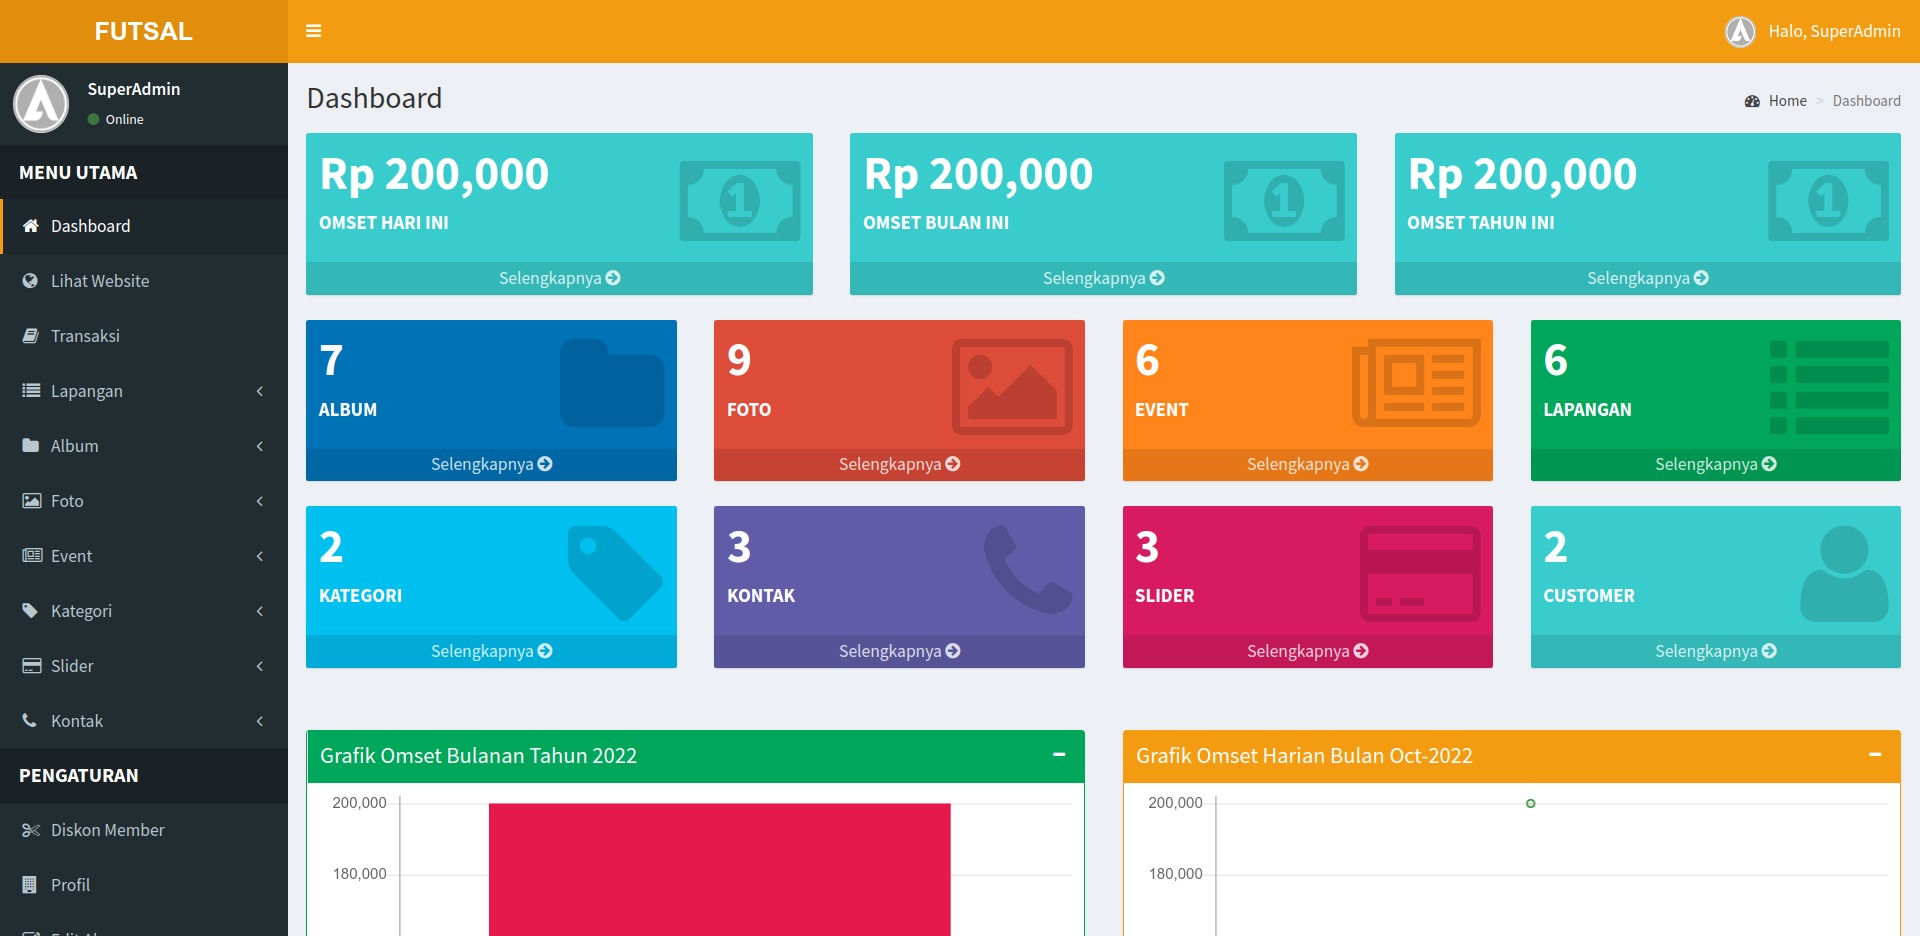 FUTSAL
Halo, SuperAdmin
SuperAdmin
Online
MENU UTAMA
Dashboard
Lihat Website
Transaksi
Lapangan
Album
Foto
Event
Kategori
Slider
Kontak
PENGATURAN
Diskon Member
Profil
Dashboard
Home > Dashboard
Rp 200,000
OMSET HARI INI
Selengkapnya
Rp 200,000
OMSET BULAN INI
Selengkapnya
Rp 200,000
OMSET TAHUN INI
Selengkapnya
7
ALBUM
Selengkapnya
9
FOTO
Selengkapnya
6
EVENT
Selengkapnya
6
LAPANGAN
Selengkapnya
2
KATEGORI
Selengkapnya
3
KONTAK
Selengkapnya
3
SLIDER
Selengkapnya
2
CUSTOMER
Selengkapnya
Grafik Omset Bulanan Tahun 2022
200,000
180,000
Grafik Omset Harian Bulan Oct-2022
200,000
180,000